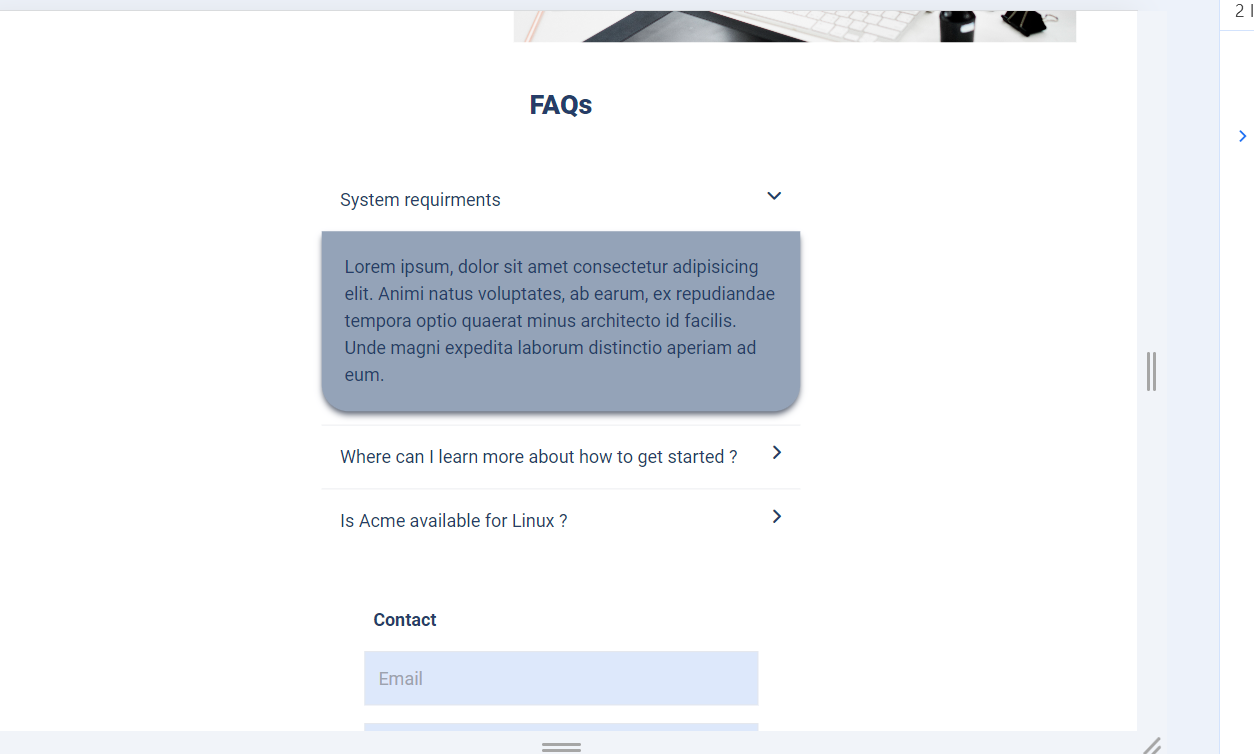 2
FAQs
System requirments
Lorem ipsum, dolor sit amet consectetur adipisicing
elit. Animi natus voluptates, ab earum, ex repudiandae
tempora optio quaerat minus architecto id facilis.
Unde magni expedita laborum distinctio aperiam ad
eum.
Where can I learn more about how to get started ?
Is Acme available for Linux ?
Contact
Email